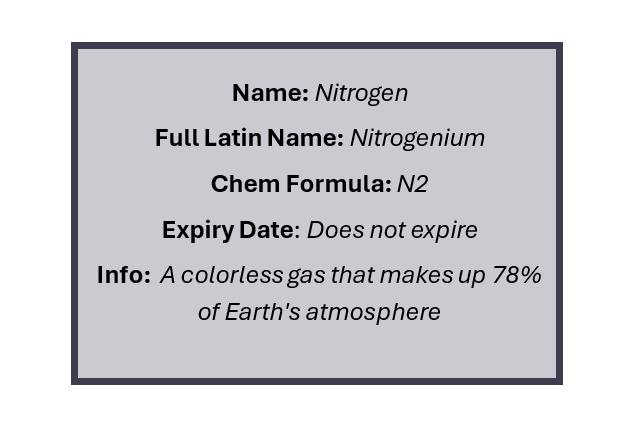 Name: Nitrogen
Full Latin Name: Nitrogenium
Chem Formula: N2
Expiry Date: Does not expire
Info: A colorless gas that makes up 78%
of Earth's atmosphere